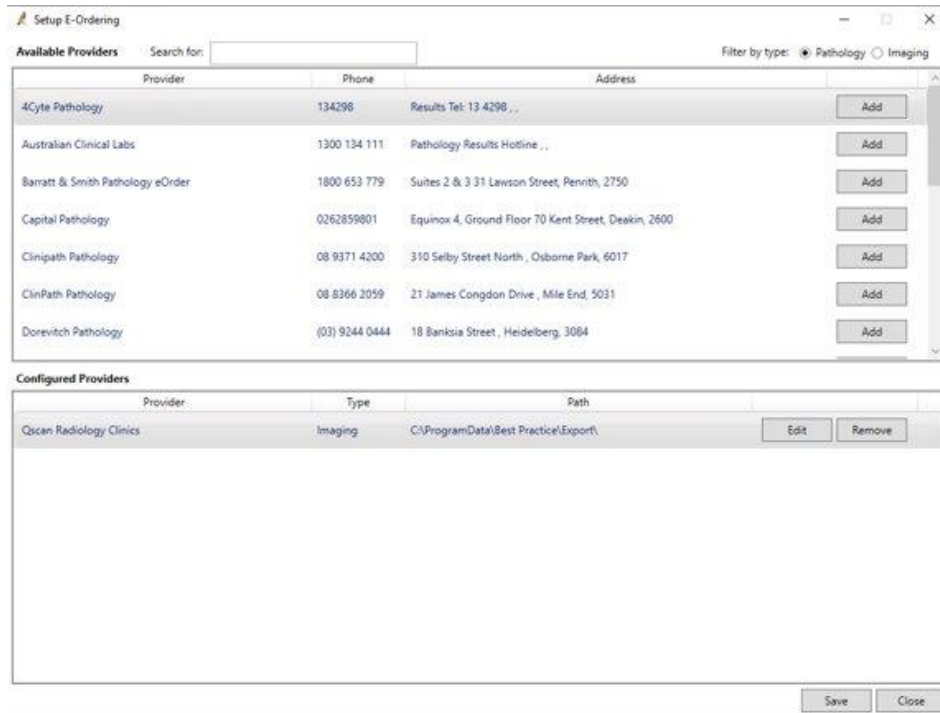 Setup E-Ordering
Available Providers Search for: Filter by type: Pathology Imaging
Provider Phone Address
4Cyte Pathology 134298 Results Tel: 13 4298 , , Add
Australian Clinical Labs 1300 134 111 Pathology Results Hotline , , Add
Barratt & Smith Pathology eOrder 1800 653 779 Suites 2 & 3 31 Lawson Street, Penrith, 2750 Add
Capital Pathology 0262859801 Equinox 4, Ground Floor 70 Kent Street, Deakin, 2600 Add
Clinipath Pathology 08 9371 4200 310 Selby Street North , Osborne Park, 6017 Add
ClinPath Pathology 08 8366 2059 21 James Congdon Drive , Mile End, 5031 Add
Dorevitch Pathology (03) 9244 0444 18 Banksia Street , Heidelberg, 3084 Add
Configured Providers
Provider Type Path
Qscan Radiology Clinics Imaging C:\ProgramData\Best Practice\Export\ Edit Remove
Save Close